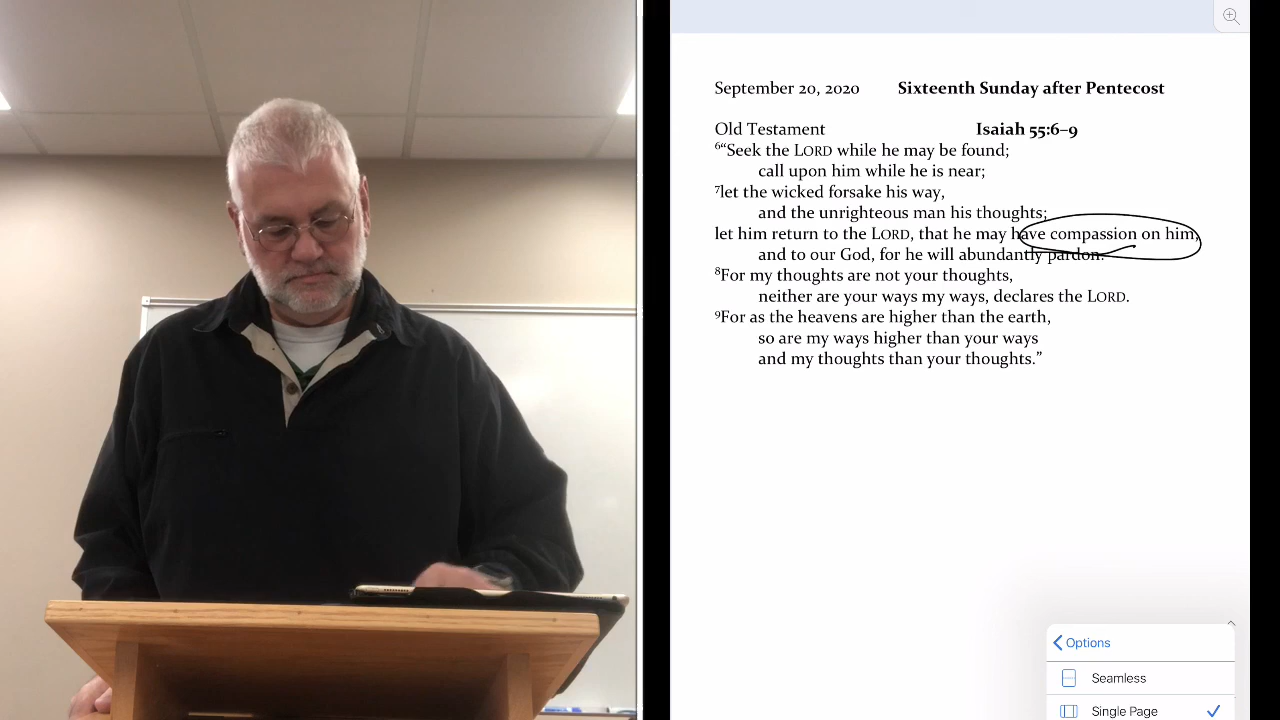 September 20, 2020 Sixteenth Sunday after Pentecost
Old Testament Isaiah 55:6–9
⁶“Seek the LORD while he may be found;
call upon him while he is near;
⁷let the wicked forsake his way,
and the unrighteous man his thoughts;
let him return to the LORD, that he may have compassion on him,
and to our God, for he will abundantly pardon.
⁸For my thoughts are not your thoughts,
neither are your ways my ways, declares the LORD.
⁹For as the heavens are higher than the earth,
so are my ways higher than your ways
and my thoughts than your thoughts.”
Options
Seamless
Single Page